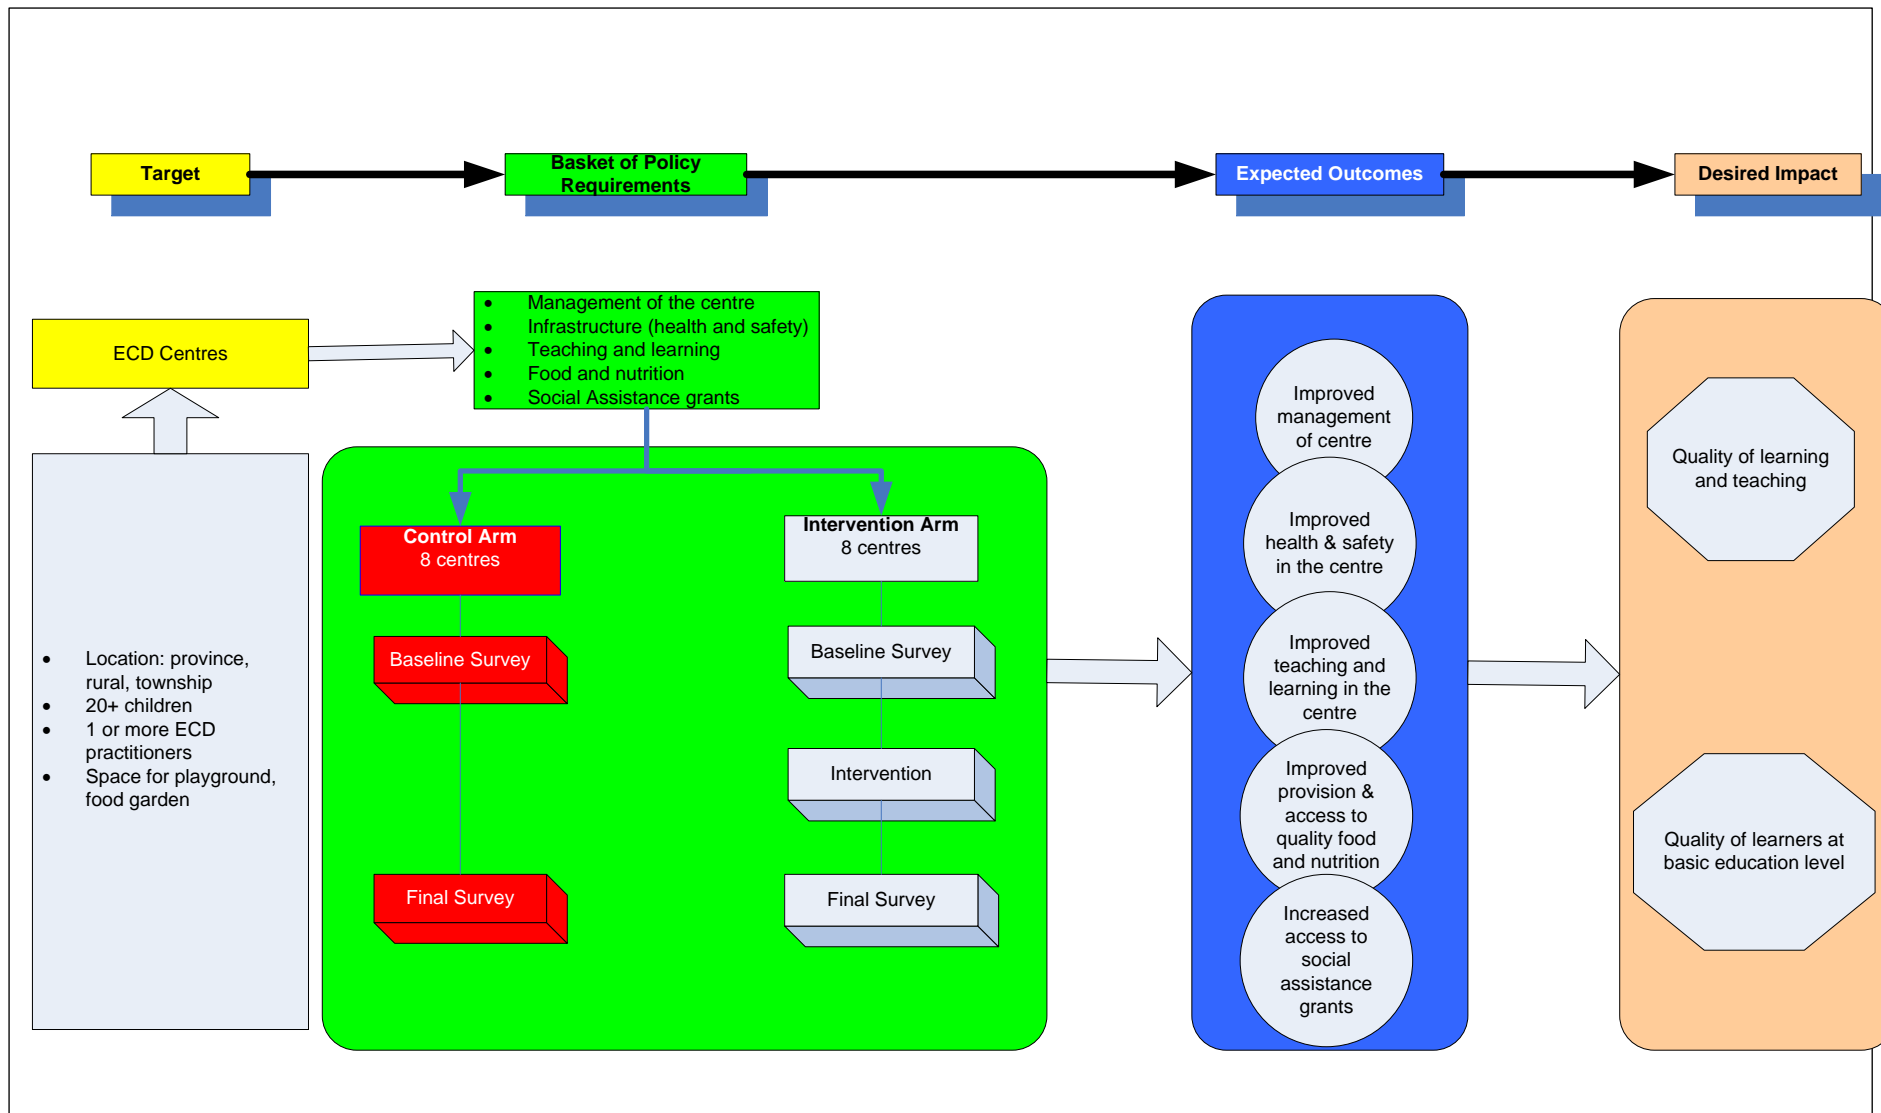 Target
Basket of Policy
Requirements
Expected Outcomes
Desired Impact
ECD Centres
• Location: province,
rural, township
• 20+ children
• 1 or more ECD
practitioners
• Space for playground,
food garden
• Management of the centre
• Infrastructure (health and safety)
• Teaching and learning
• Food and nutrition
• Social Assistance grants
Control Arm
8 centres
Baseline Survey
Final Survey
Intervention Arm
8 centres
Baseline Survey
Intervention
Final Survey
Improved
management
of centre
Improved
health & safety
in the centre
Improved
teaching and
learning in the
centre
Improved
provision &
access to
quality food
and nutrition
Increased
access to
social
assistance
grants
Quality of learning
and teaching
Quality of learners at
basic education level